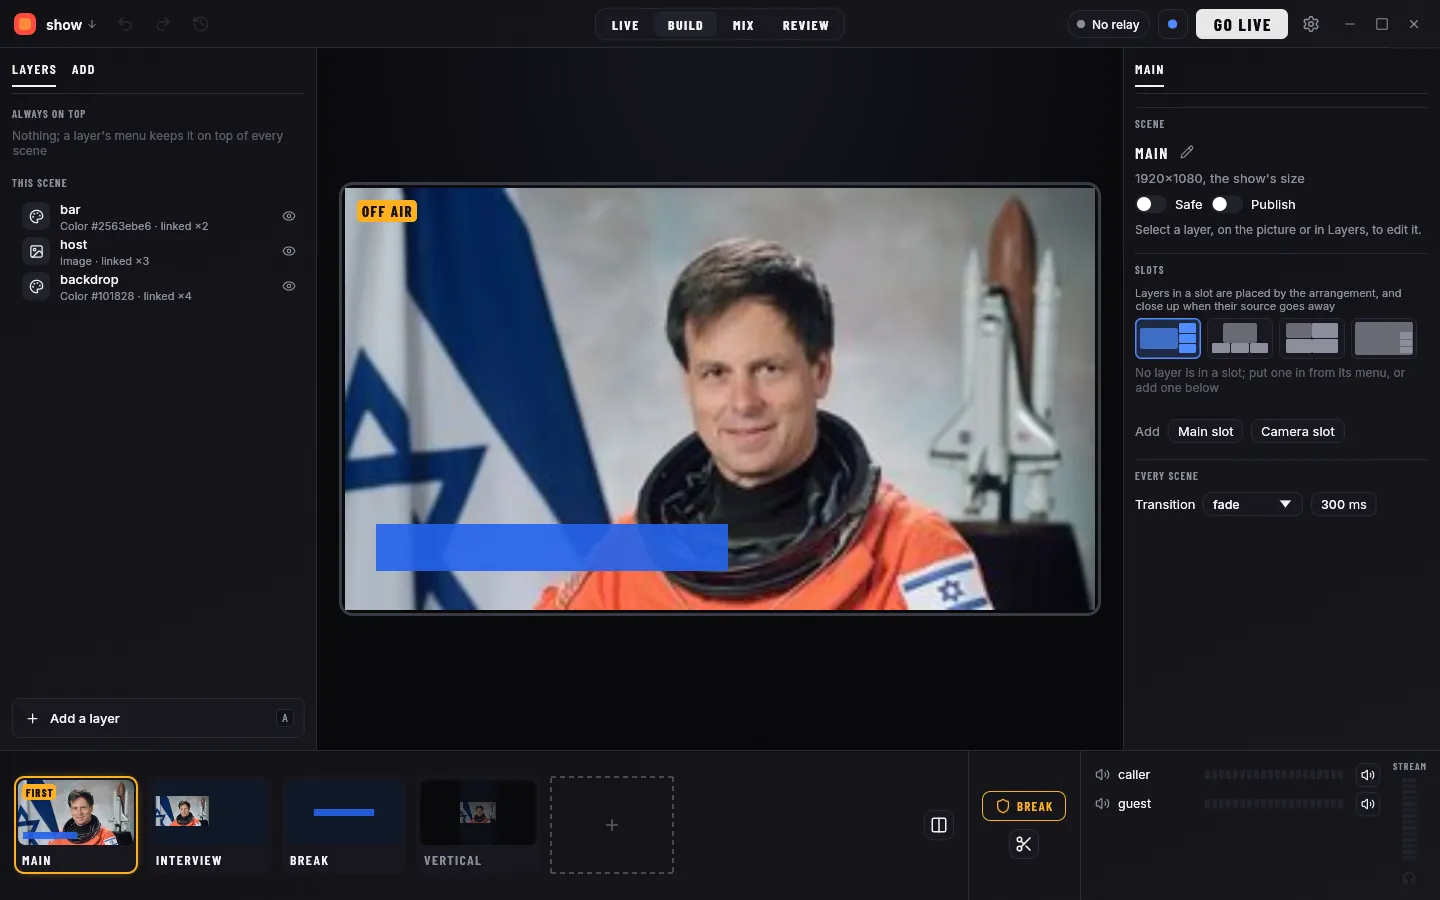 show
LIVE
BUILD
MIX
REVIEW
No relay
GO LIVE
LAYERS ADD
ALWAYS ON TOP
Nothing; a layer's menu keeps it on top of every
scene
THIS SCENE
bar
Color #2563ebe6 · linked ×2
host
Image · linked ×3
backdrop
Color #101828 · linked ×4
Add a layer
A
OFF AIR
MAIN
SCENE
MAIN
1920×1080, the show's size
Safe
Publish
Select a layer, on the picture or in Layers, to edit it.
SLOTS
Layers in a slot are placed by the arrangement, and
close up when their source goes away
No layer is in a slot; put one in from its menu, or
add one below
Add
Main slot
Camera slot
EVERY SCENE
Transition
fade
300 ms
FIRST
MAIN
INTERVIEW
BREAK
VERTICAL
+
BREAK
caller
guest
STREAM